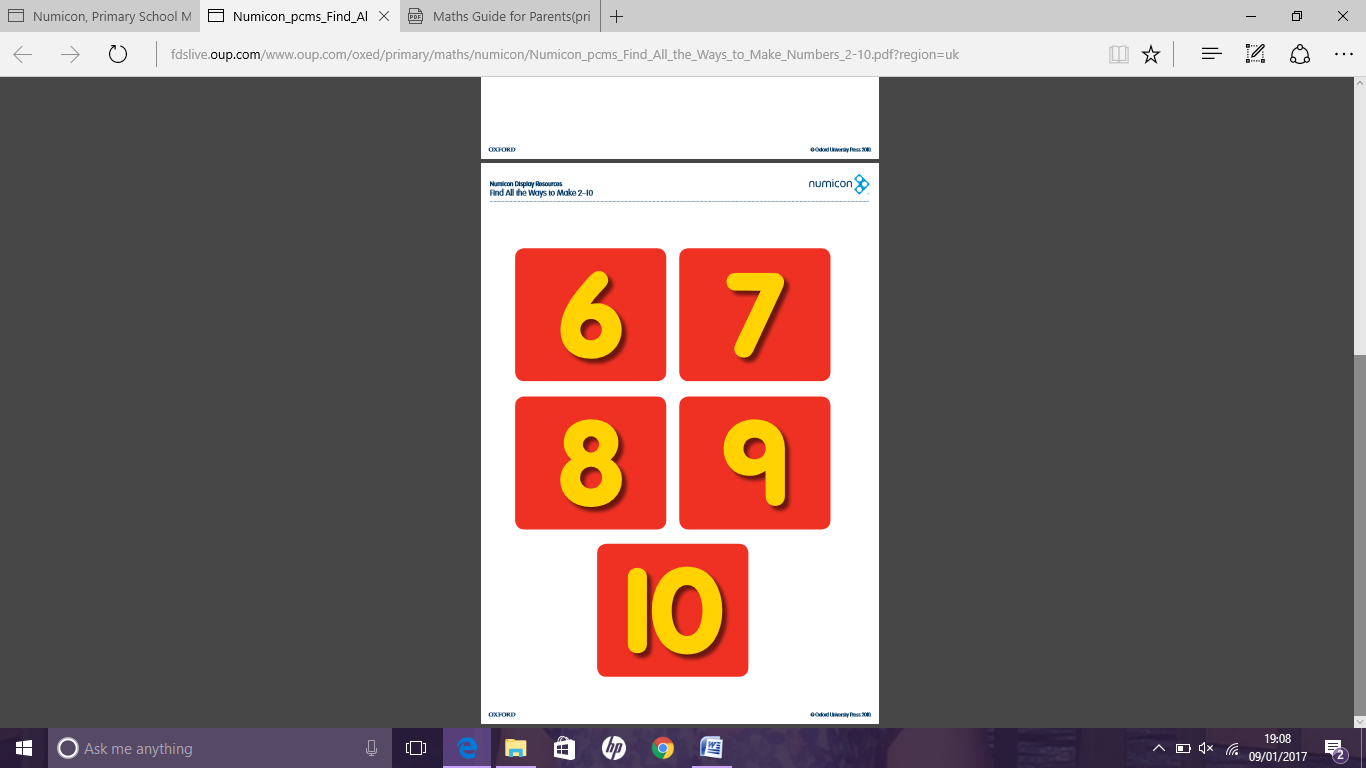 Numicon, Primary School M
Numicon_pcms_Find_Al
PDF Maths Guide for Parents(pri
fdslive.oup.com/www.oup.com/oxed/primary/maths/numicon/Numicon_pcms_Find_All_the_Ways_to_Make_Numbers_2-10.pdf?region=uk
OXFORD © Oxford University Press 2010.
Numicon Display Resources
Find All the Ways to Make 2–10
numicon
6 7
8 9
10
OXFORD © Oxford University Press 2010.
Ask me anything
hp
W
19:08
09/01/2017
2